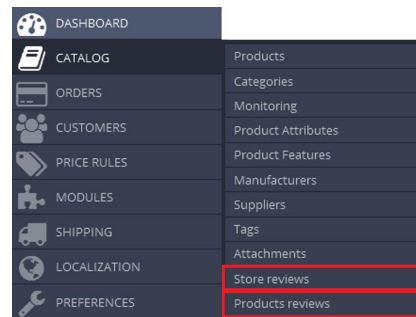 DASHBOARD
CATALOG
ORDERS
CUSTOMERS
PRICE RULES
MODULES
SHIPPING
LOCALIZATION
PREFERENCES
Products
Categories
Monitoring
Product Attributes
Product Features
Manufacturers
Suppliers
Tags
Attachments
Store reviews
Products reviews